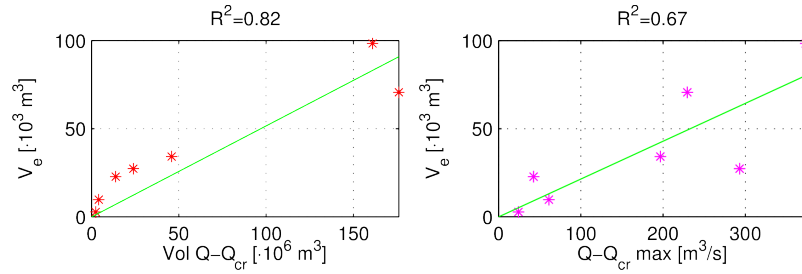 R²=0.82
100
50
0
0 50 100 150
V_e [·10³ m³]
Vol Q−Q_cr [·10⁶ m³]
R²=0.67
100
50
0
0 100 200 300
V_e [·10³ m³]
Q−Q_cr max [m³/s]